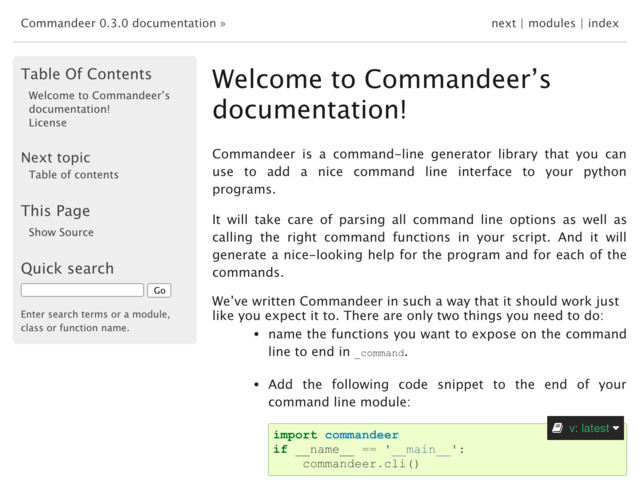 Commandeer 0.3.0 documentation »
next | modules | index
Table Of Contents
Welcome to Commandeer’s
documentation!
License
Next topic
Table of contents
This Page
Show Source
Quick search
Go
Enter search terms or a module,
class or function name.
Welcome to Commandeer’s
documentation!
Commandeer is a command-line generator library that you can
use to add a nice command line interface to your python
programs.
It will take care of parsing all command line options as well as
calling the right command functions in your script. And it will
generate a nice-looking help for the program and for each of the
commands.
We’ve written Commandeer in such a way that it should work just
like you expect it to. There are only two things you need to do:
• name the functions you want to expose on the command
line to end in _command.
• Add the following code snippet to the end of your
command line module:
v: latest
import commandeer
if __name__ == '__main__':
    commandeer.cli()